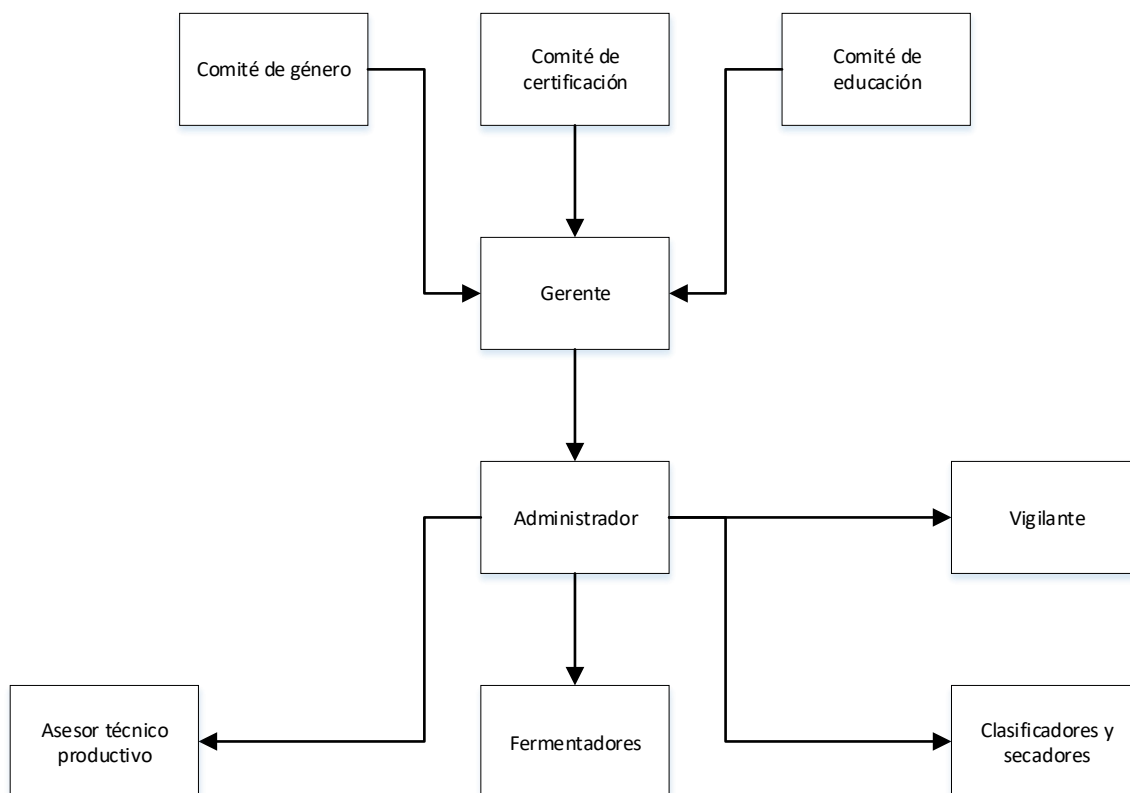 Comité de género
Comité de
certificación
Comité de
educación
Gerente
Administrador
Vigilante
Asesor técnico
productivo
Fermentadores
Clasificadores y
secadores